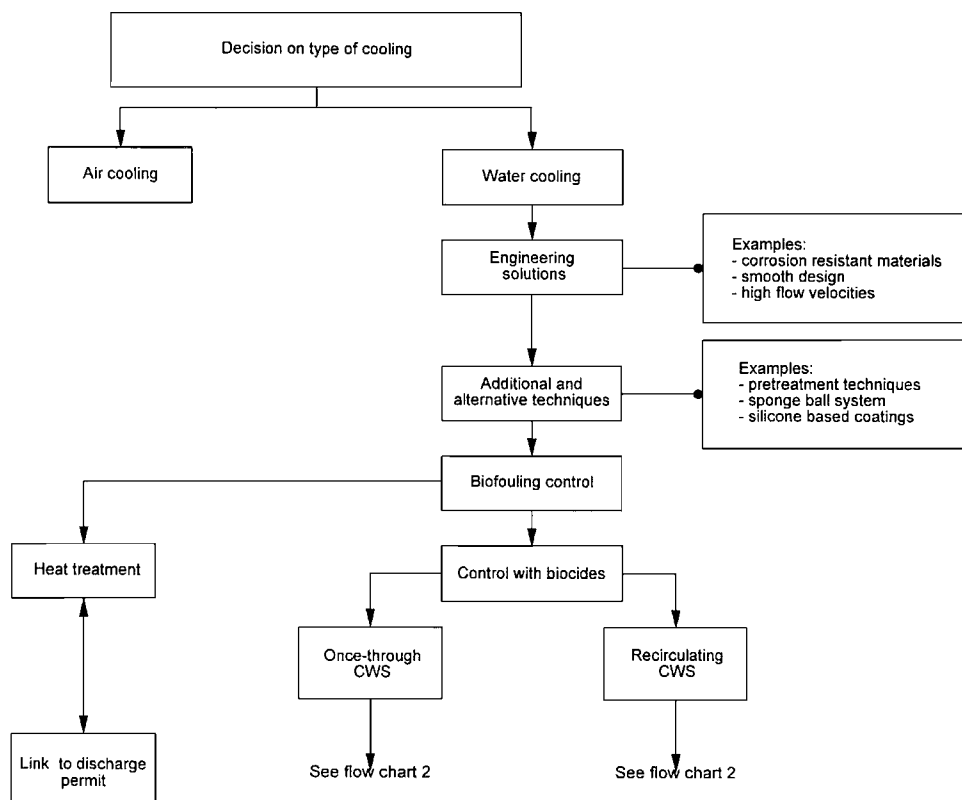 Decision on type of cooling
Air cooling
Water cooling
Engineering
solutions
Examples:
- corrosion resistant materials
- smooth design
- high flow velocities
Additional and
alternative techniques
Examples:
- pretreatment techniques
- sponge ball system
- silicone based coatings
Biofouling control
Heat treatment
Control with biocides
Once-through
CWS
Recirculating
CWS
Link to discharge
permit
See flow chart 2
See flow chart 2